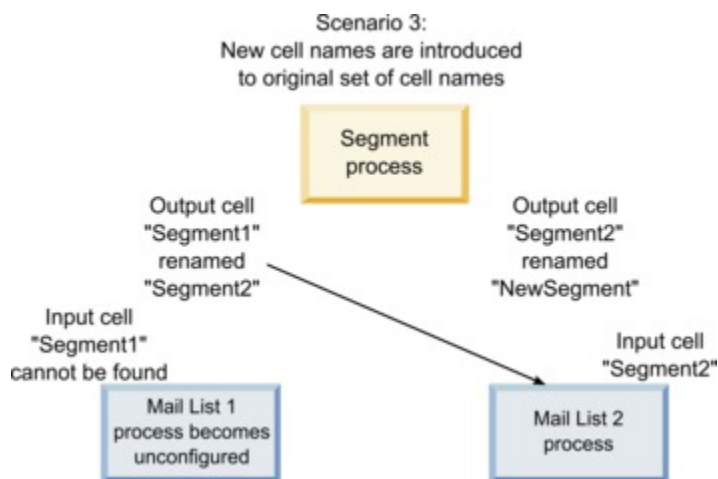 Scenario 3:
New cell names are introduced
to original set of cell names
Segment
process
Output cell
"Segment1"
renamed
"Segment2"
Output cell
"Segment2"
renamed
"NewSegment"
Input cell
"Segment1"
cannot be found
Input cell
"Segment2"
Mail List 1
process becomes
unconfigured
Mail List 2
process